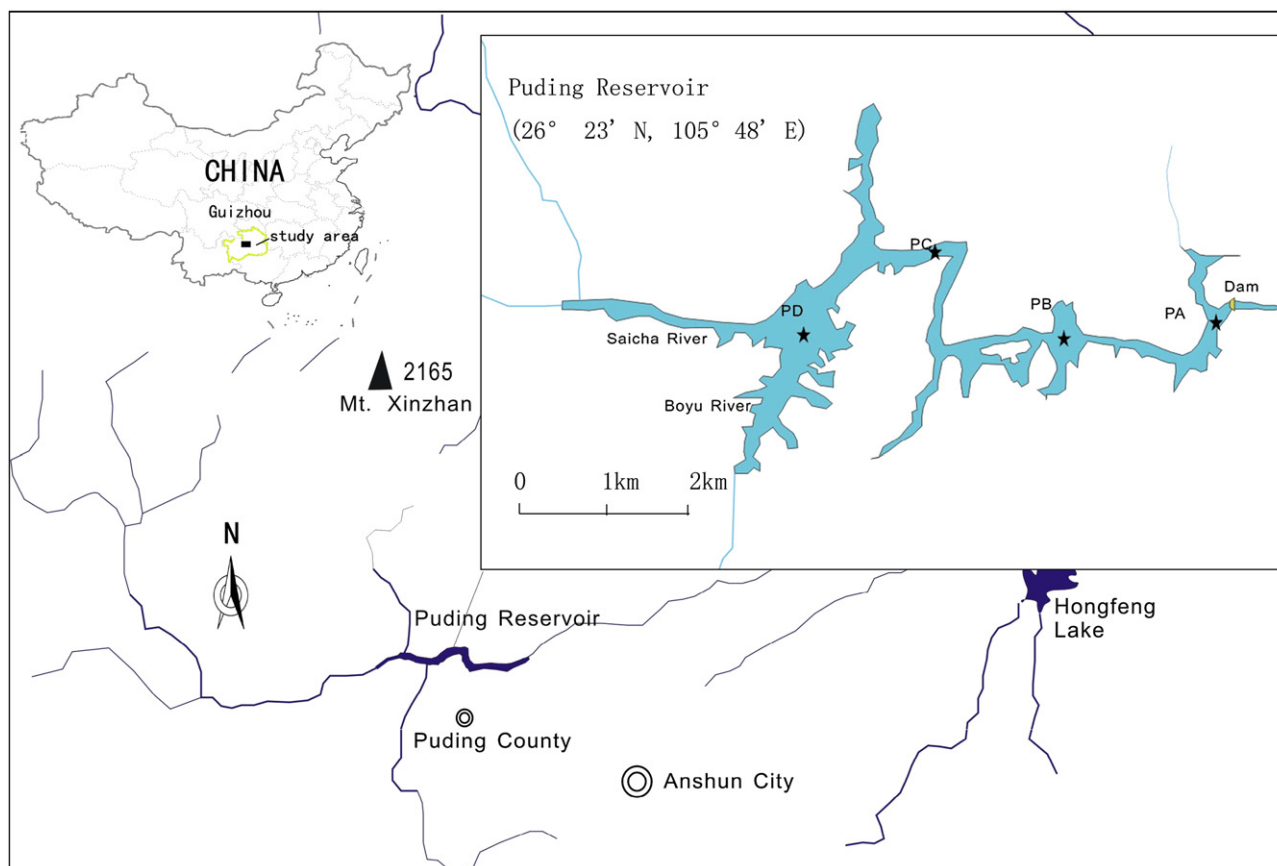 CHINA
Guizhou
study area
2165
Mt. Xinzhan
N
Puding Reservoir
Puding County
Anshun City
Hongfeng
Lake
Puding Reservoir
(26° 23' N, 105° 48' E)
PC
PD
PB
PA
Dam
Saicha River
Boyu River
0 1km 2km